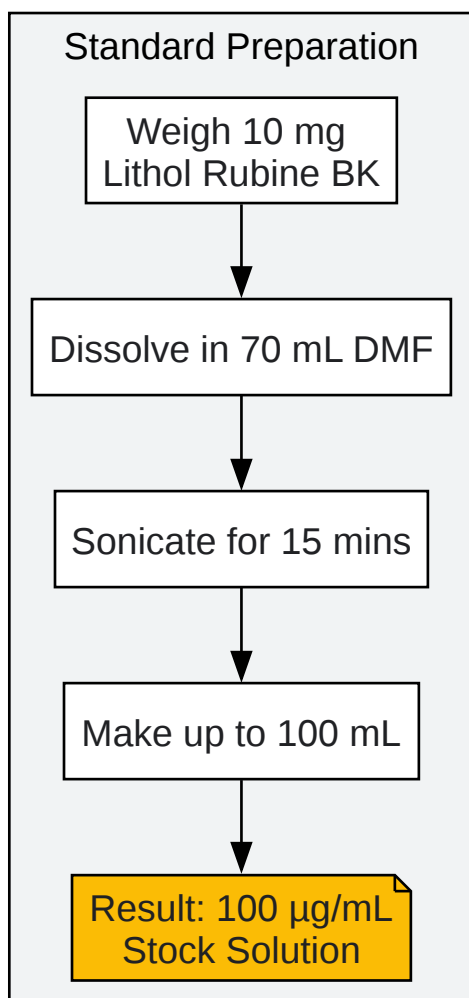 Standard Preparation
Weigh 10 mg
Lithol Rubine BK
Dissolve in 70 mL DMF
Sonicate for 15 mins
Make up to 100 mL
Result: 100 µg/mL
Stock Solution